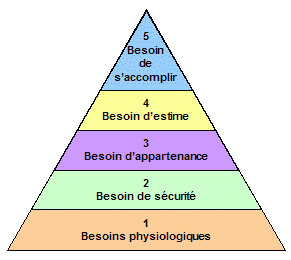 5
Besoin
de
s'accomplir
4
Besoin d'estime
3
Besoin d'appartenance
2
Besoin de sécurité
1
Besoins physiologiques